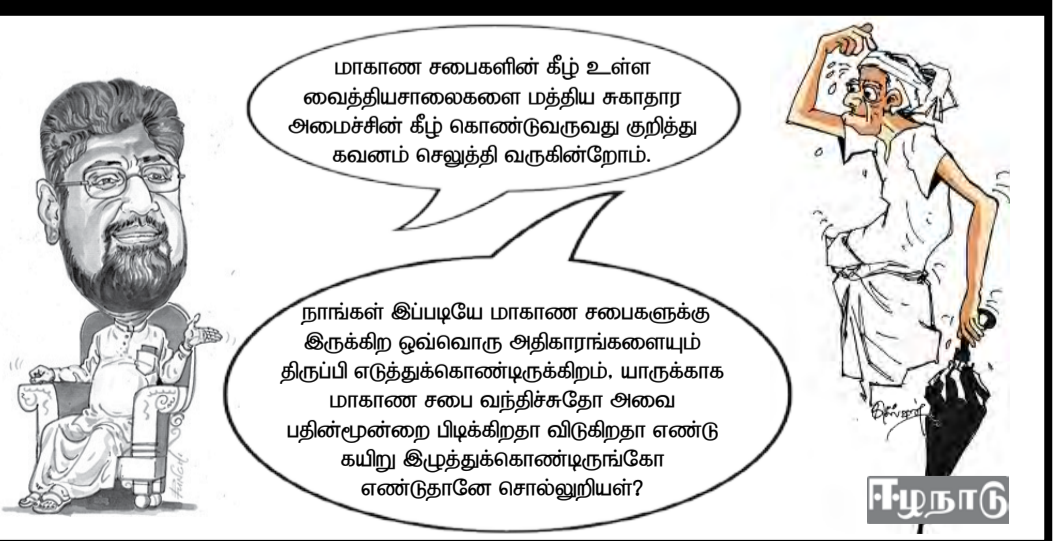 மாகாண சபைகளின் கீழ் உள்ள
வைத்தியசாலைகளை மத்திய சுகாதார
அமைச்சின் கீழ் கொண்டுவருவது குறித்து
கவனம் செலுத்தி வருகின்றோம்.
நாங்கள் இப்படியே மாகாண சபைகளுக்கு
இருக்கிற ஒவ்வொரு அதிகாரங்களையும்
திருப்பி எடுத்துக்கொண்டிருக்கிறம், யாருக்காக
மாகாண சபை வந்திச்சுதோ அவை
பதின்மூன்றை பிடிக்கிறதா விடுகிறதா எண்டு
கயிறு இழுத்துக்கொண்டிருங்கோ
எண்டுதானே சொல்லுறியள்?
ஈழநாடு